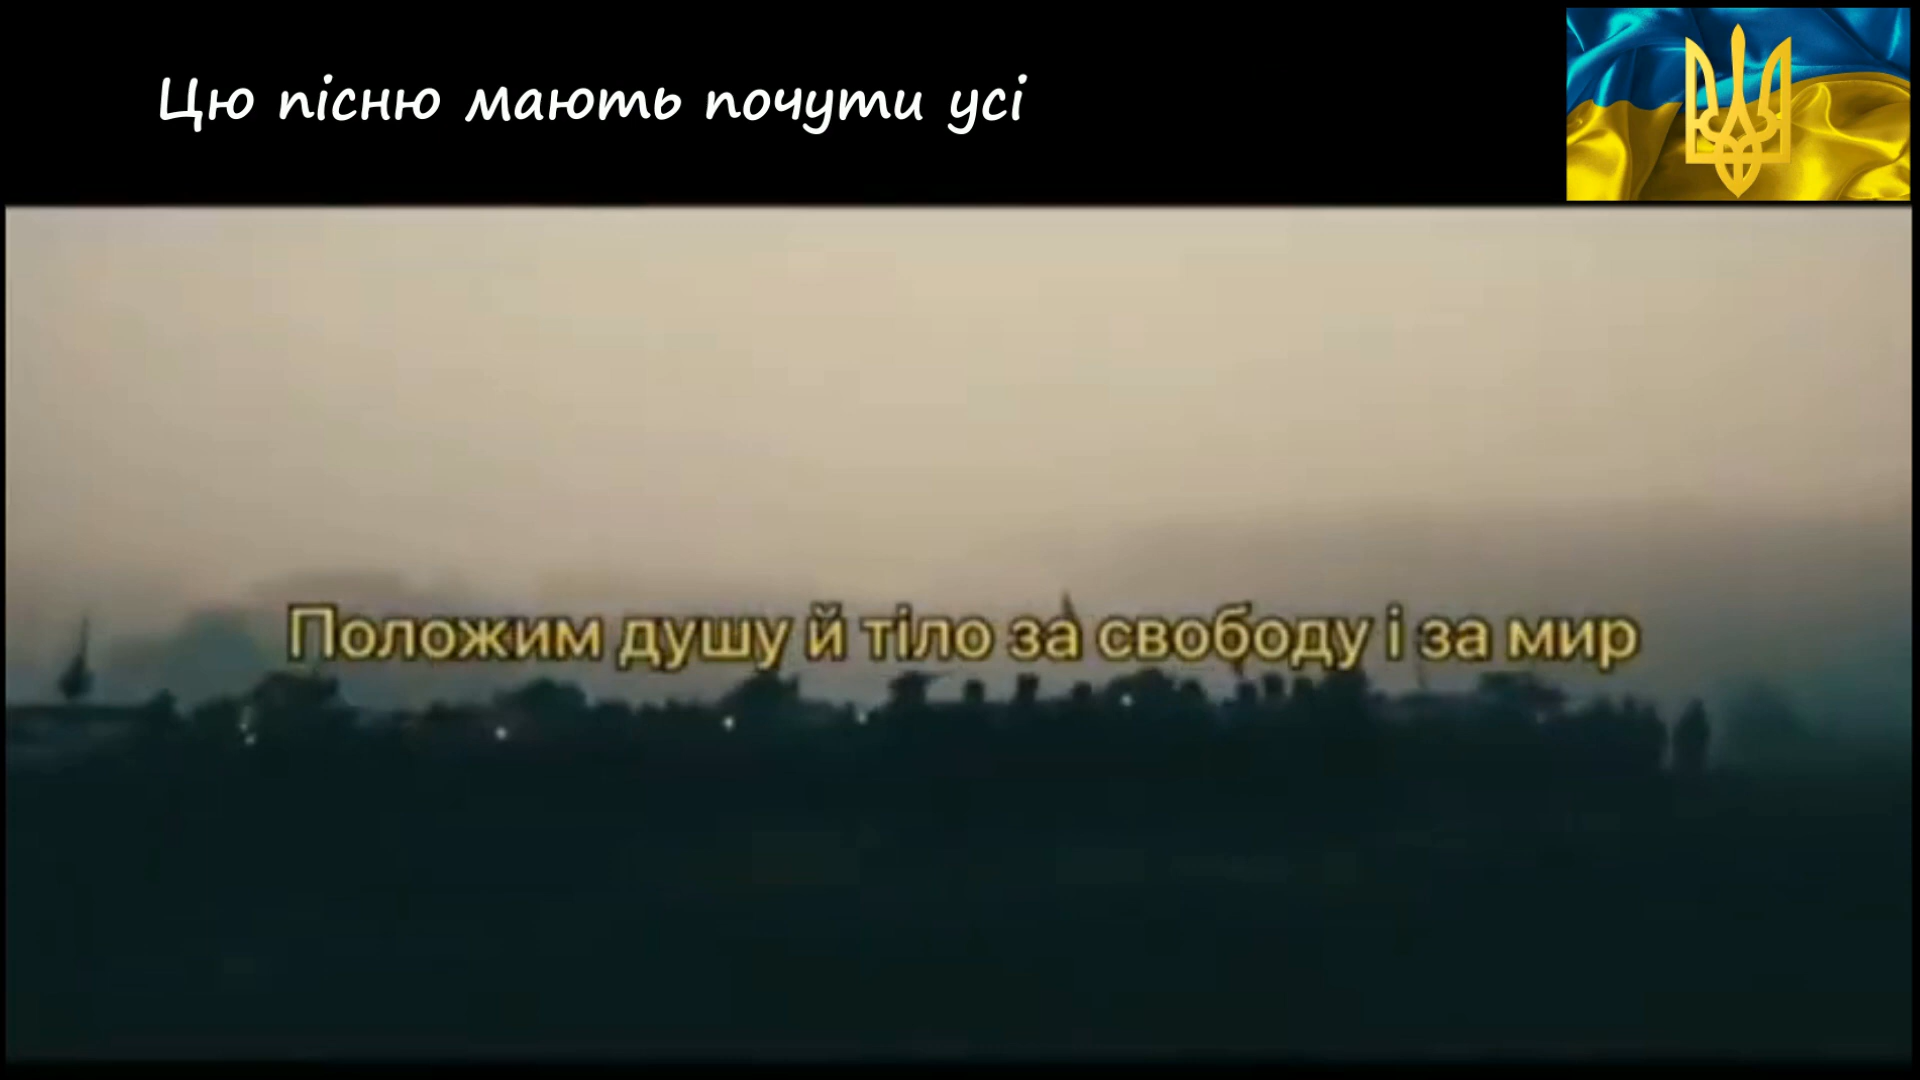 Цю пісню мають почути усі
Положим душу й тіло за свободу і за мир